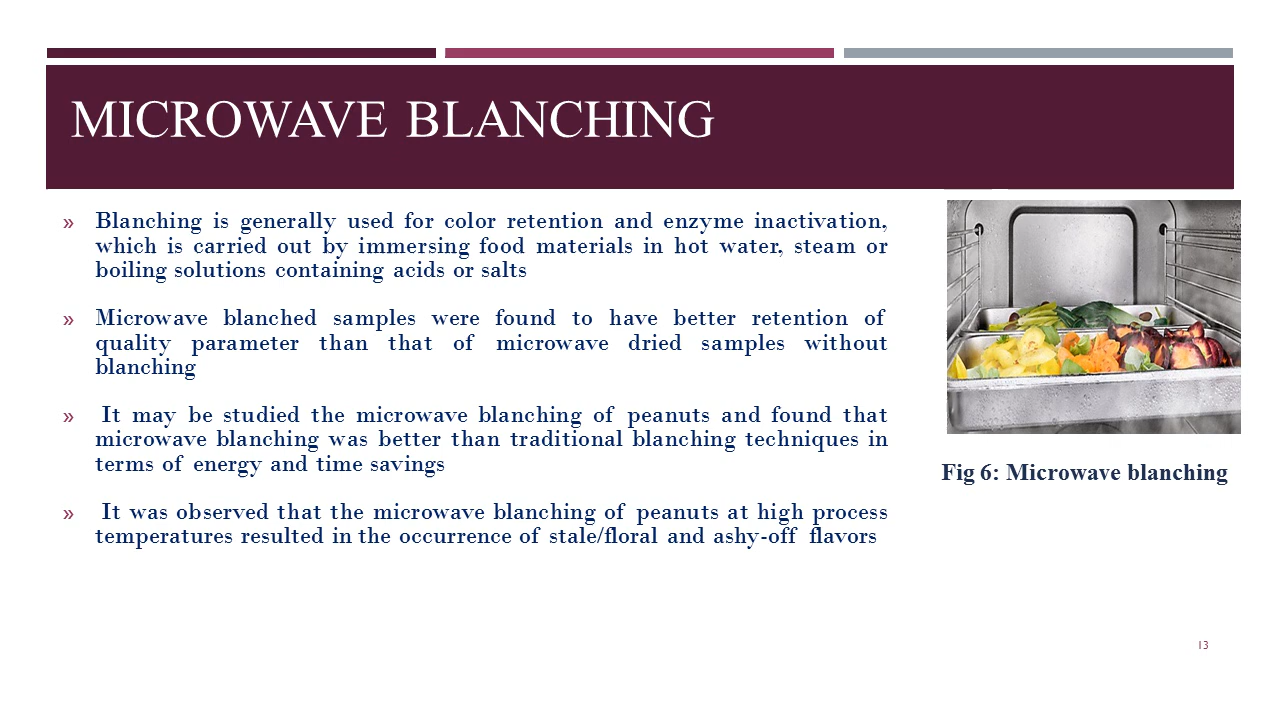 MICROWAVE BLANCHING
» Blanching is generally used for color retention and enzyme inactivation,
which is carried out by immersing food materials in hot water, steam or
boiling solutions containing acids or salts
» Microwave blanched samples were found to have better retention of
quality parameter than that of microwave dried samples without
blanching
» It may be studied the microwave blanching of peanuts and found that
microwave blanching was better than traditional blanching techniques in
terms of energy and time savings
» It was observed that the microwave blanching of peanuts at high process
temperatures resulted in the occurrence of stale/floral and ashy-off flavors
Fig 6: Microwave blanching
13